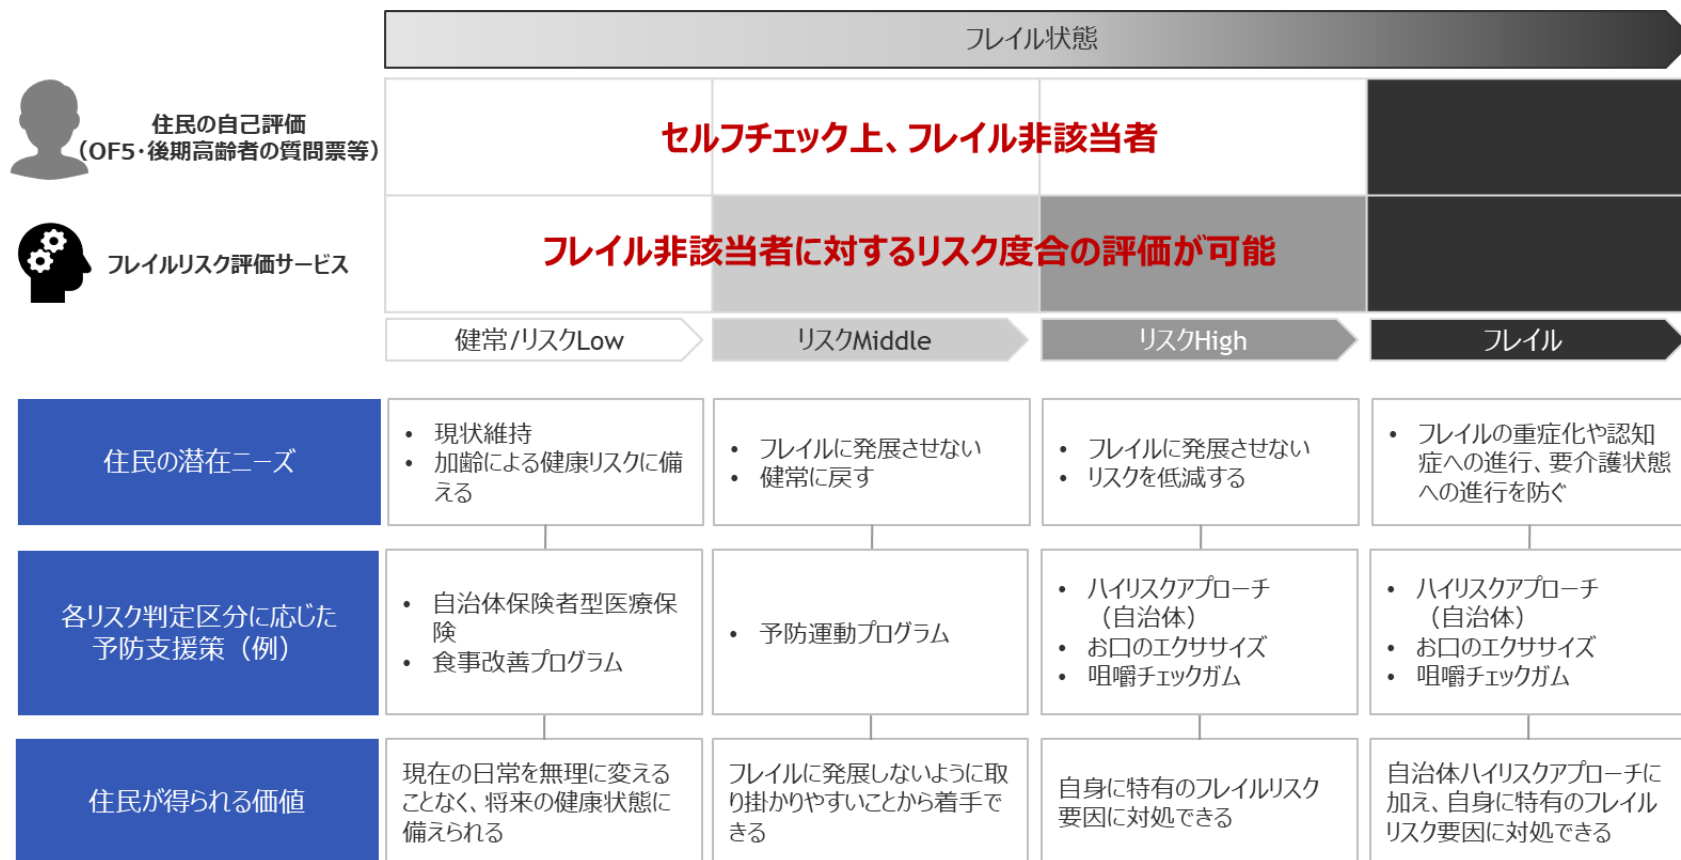 フレイル状態
住民の自己評価
（OF5・後期高齢者の質問票等）
セルフチェック上、フレイル非該当者
フレイルリスク評価サービス
フレイル非該当者に対するリスク度合の評価が可能
健常/リスクLow
リスクMiddle
リスクHigh
フレイル
住民の潜在ニーズ
• 現状維持
• 加齢による健康リスクに備
える
• フレイルに発展させない
• 健常に戻す
• フレイルに発展させない
• リスクを低減する
• フレイルの重症化や認知
症への進行、要介護状態
への進行を防ぐ
各リスク判定区分に応じた
予防支援策（例）
• 自治体保険者型医療保
険
• 食事改善プログラム
• 予防運動プログラム
• ハイリスクアプローチ
（自治体）
• お口のエクササイズ
• 咀嚼チェックガム
• ハイリスクアプローチ
（自治体）
• お口のエクササイズ
• 咀嚼チェックガム
住民が得られる価値
現在の日常を無理に変える
ことなく、将来の健康状態に
備えられる
フレイルに発展しないように取
り掛かりやすいことから着手で
きる
自身に特有のフレイルリスク
要因に対処できる
自治体ハイリスクアプローチに
加え、自身に特有のフレイル
リスク要因に対処できる